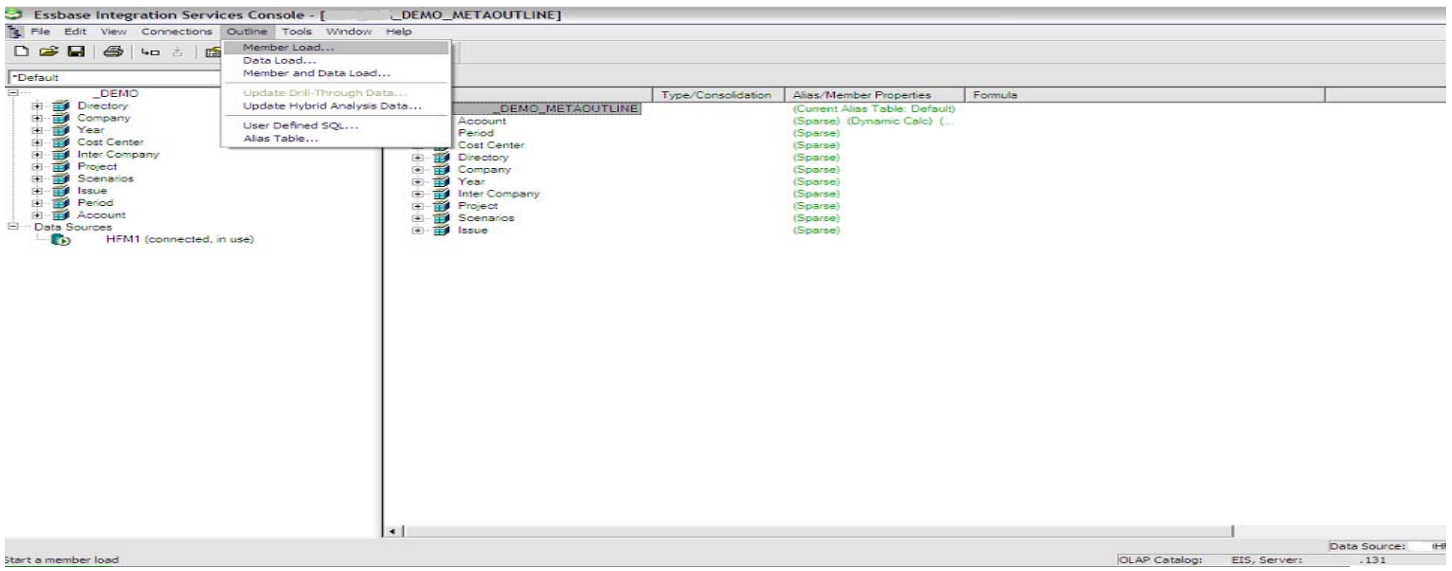 Essbase Integration Services Console - [ _DEMO_METAOUTLINE]
File Edit View Connections Outline Tools Window Help
Member Load...
Data Load...
Member and Data Load...
Update Drill-Through Data...
Update Hybrid Analysis Data...
User Defined SQL...
Alias Table...
*Default
_DEMO
Directory
Company
Year
Cost Center
Inter Company
Project
Scenarios
Issue
Period
Account
Data Sources
HFM1 (connected, in use)
Type/Consolidation Alias/Member Properties Formula
_DEMO_METAOUTLINE (Current Alias Table: Default)
Account (Sparse) (Dynamic Calc) (...
Period (Sparse)
Cost Center (Sparse)
Directory (Sparse)
Company (Sparse)
Year (Sparse)
Inter Company (Sparse)
Project (Sparse)
Scenarios (Sparse)
Issue (Sparse)
Data Source:
Start a member load
OLAP Catalog: EIS, Server: .131